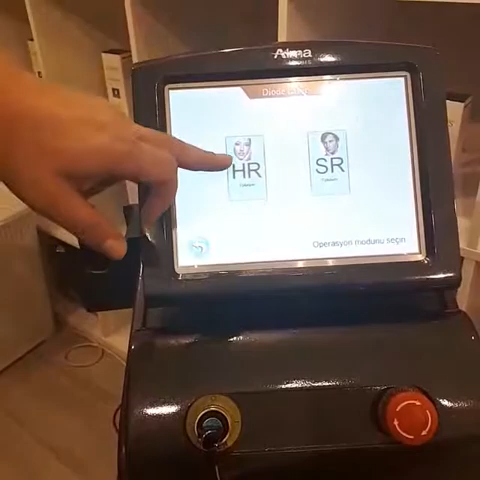 Alma
Diode Laser
HR
SR
Operasyon modunu seçin